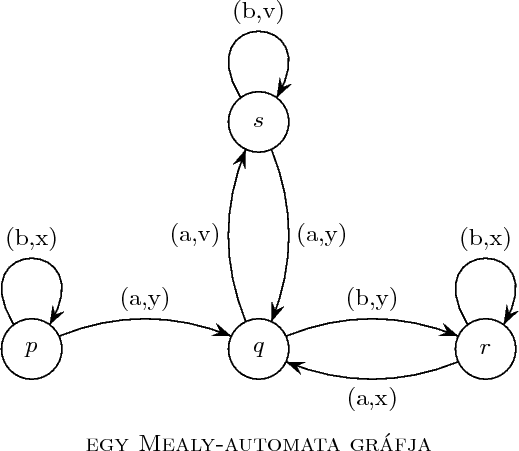 (b,v)
s
(a,v) (a,y)
(b,x) (b,x)
(a,y) (b,y)
p q r
(a,x)
EGY MEALY-AUTOMATA GRÁFJA